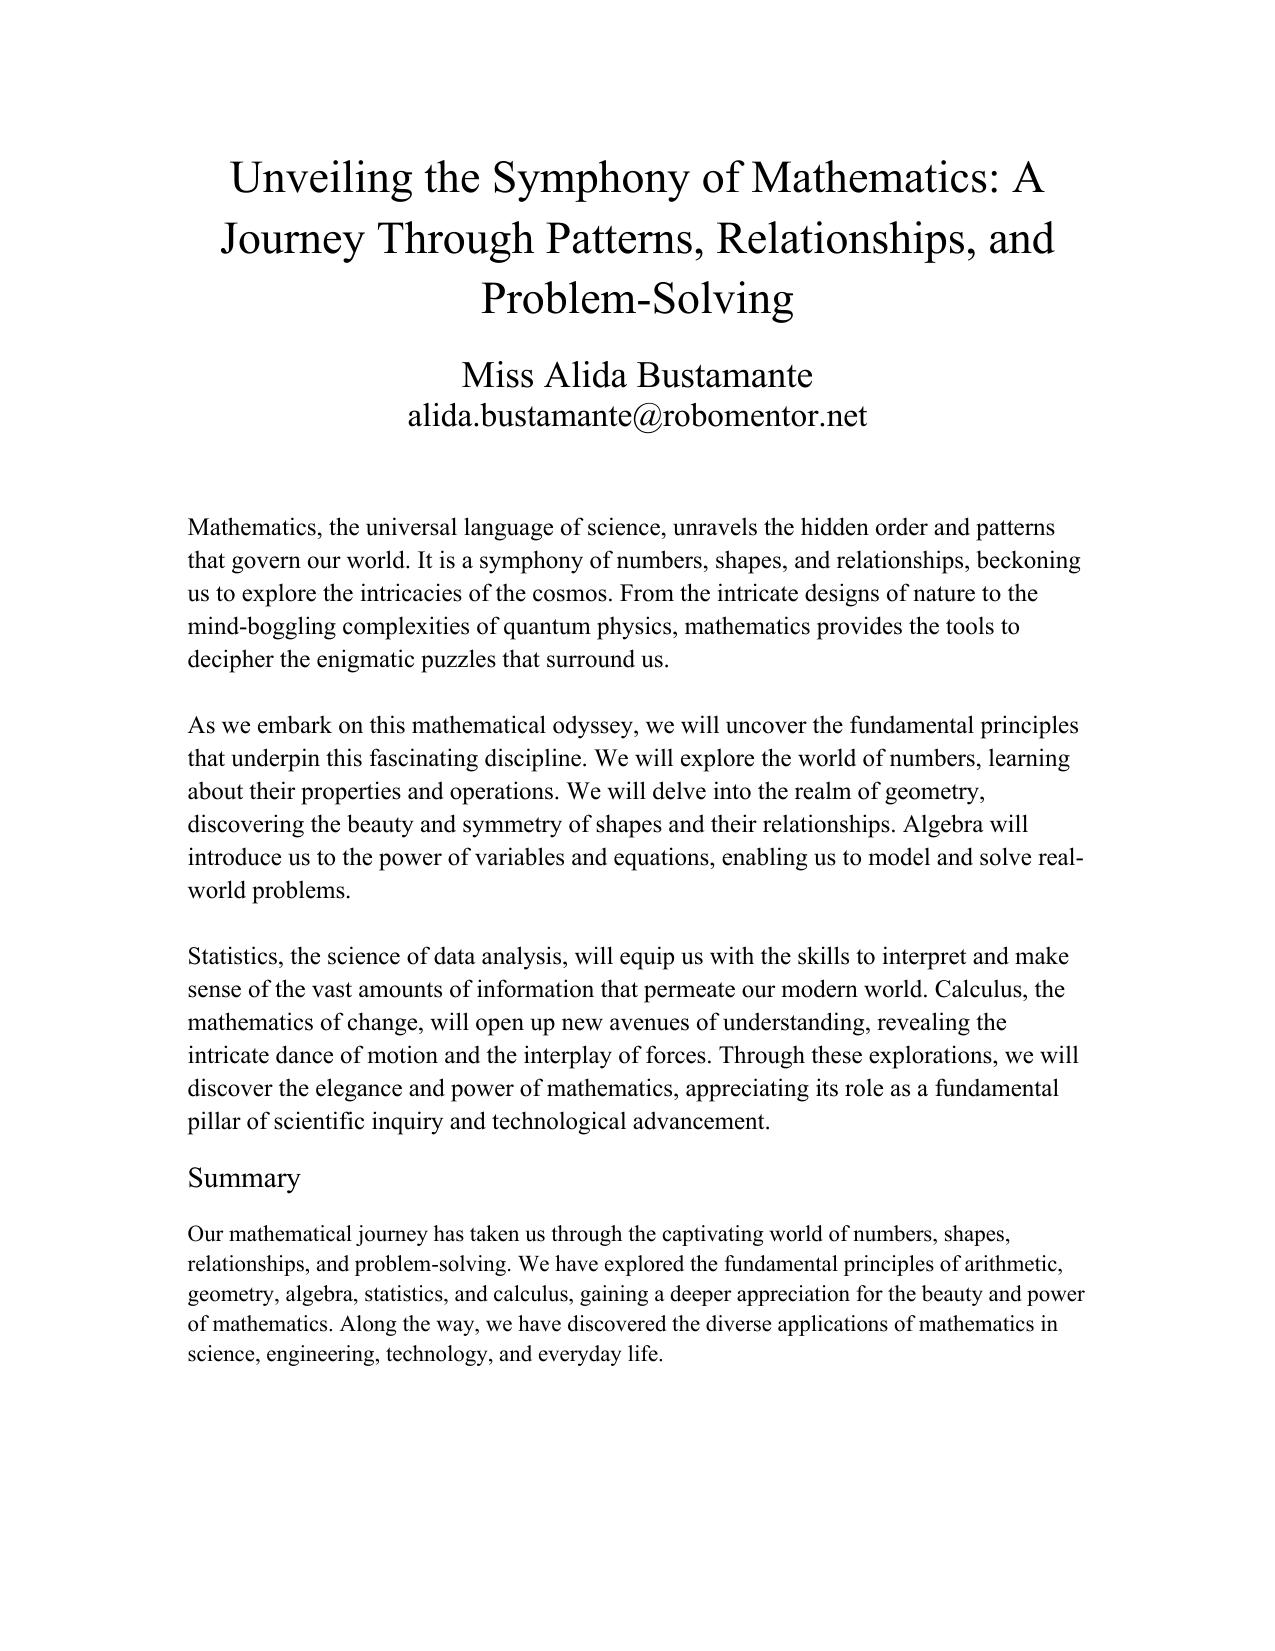 Unveiling the Symphony of Mathematics: A
Journey Through Patterns, Relationships, and
Problem-Solving
Miss Alida Bustamante
alida.bustamante@robomentor.net
Mathematics, the universal language of science, unravels the hidden order and patterns
that govern our world. It is a symphony of numbers, shapes, and relationships, beckoning
us to explore the intricacies of the cosmos. From the intricate designs of nature to the
mind-boggling complexities of quantum physics, mathematics provides the tools to
decipher the enigmatic puzzles that surround us.
As we embark on this mathematical odyssey, we will uncover the fundamental principles
that underpin this fascinating discipline. We will explore the world of numbers, learning
about their properties and operations. We will delve into the realm of geometry,
discovering the beauty and symmetry of shapes and their relationships. Algebra will
introduce us to the power of variables and equations, enabling us to model and solve real-
world problems.
Statistics, the science of data analysis, will equip us with the skills to interpret and make
sense of the vast amounts of information that permeate our modern world. Calculus, the
mathematics of change, will open up new avenues of understanding, revealing the
intricate dance of motion and the interplay of forces. Through these explorations, we will
discover the elegance and power of mathematics, appreciating its role as a fundamental
pillar of scientific inquiry and technological advancement.
Summary
Our mathematical journey has taken us through the captivating world of numbers, shapes,
relationships, and problem-solving. We have explored the fundamental principles of arithmetic,
geometry, algebra, statistics, and calculus, gaining a deeper appreciation for the beauty and power
of mathematics. Along the way, we have discovered the diverse applications of mathematics in
science, engineering, technology, and everyday life.